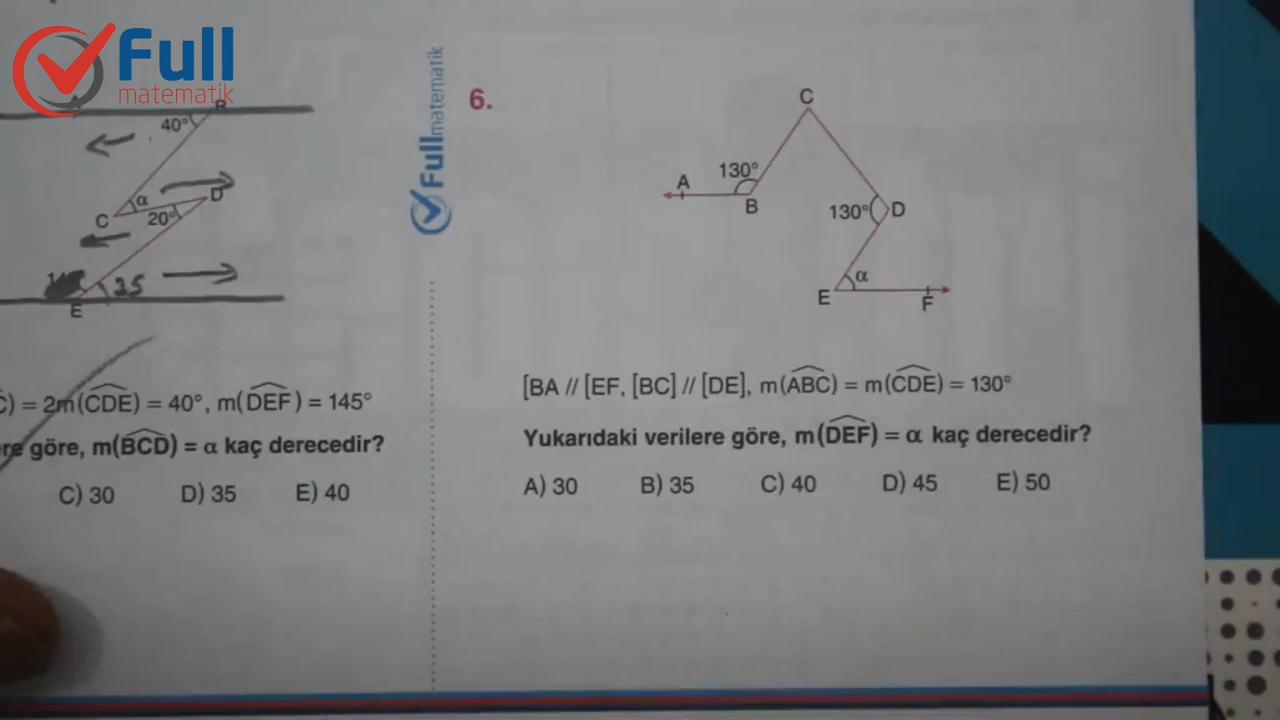 Full
matematik
B
40°
α
D
C
20°
35
E
C) = 2m(CDE) = 40°, m(DEF) = 145°
re göre, m(BCD) = α kaç derecedir?
C) 30 D) 35 E) 40
Fullmatematik
6.
C
130°
A
B
130°
D
α
E
F
[BA // [EF, [BC] // [DE], m(ABC) = m(CDE) = 130°
Yukarıdaki verilere göre, m(DEF) = α kaç derecedir?
A) 30 B) 35 C) 40 D) 45 E) 50